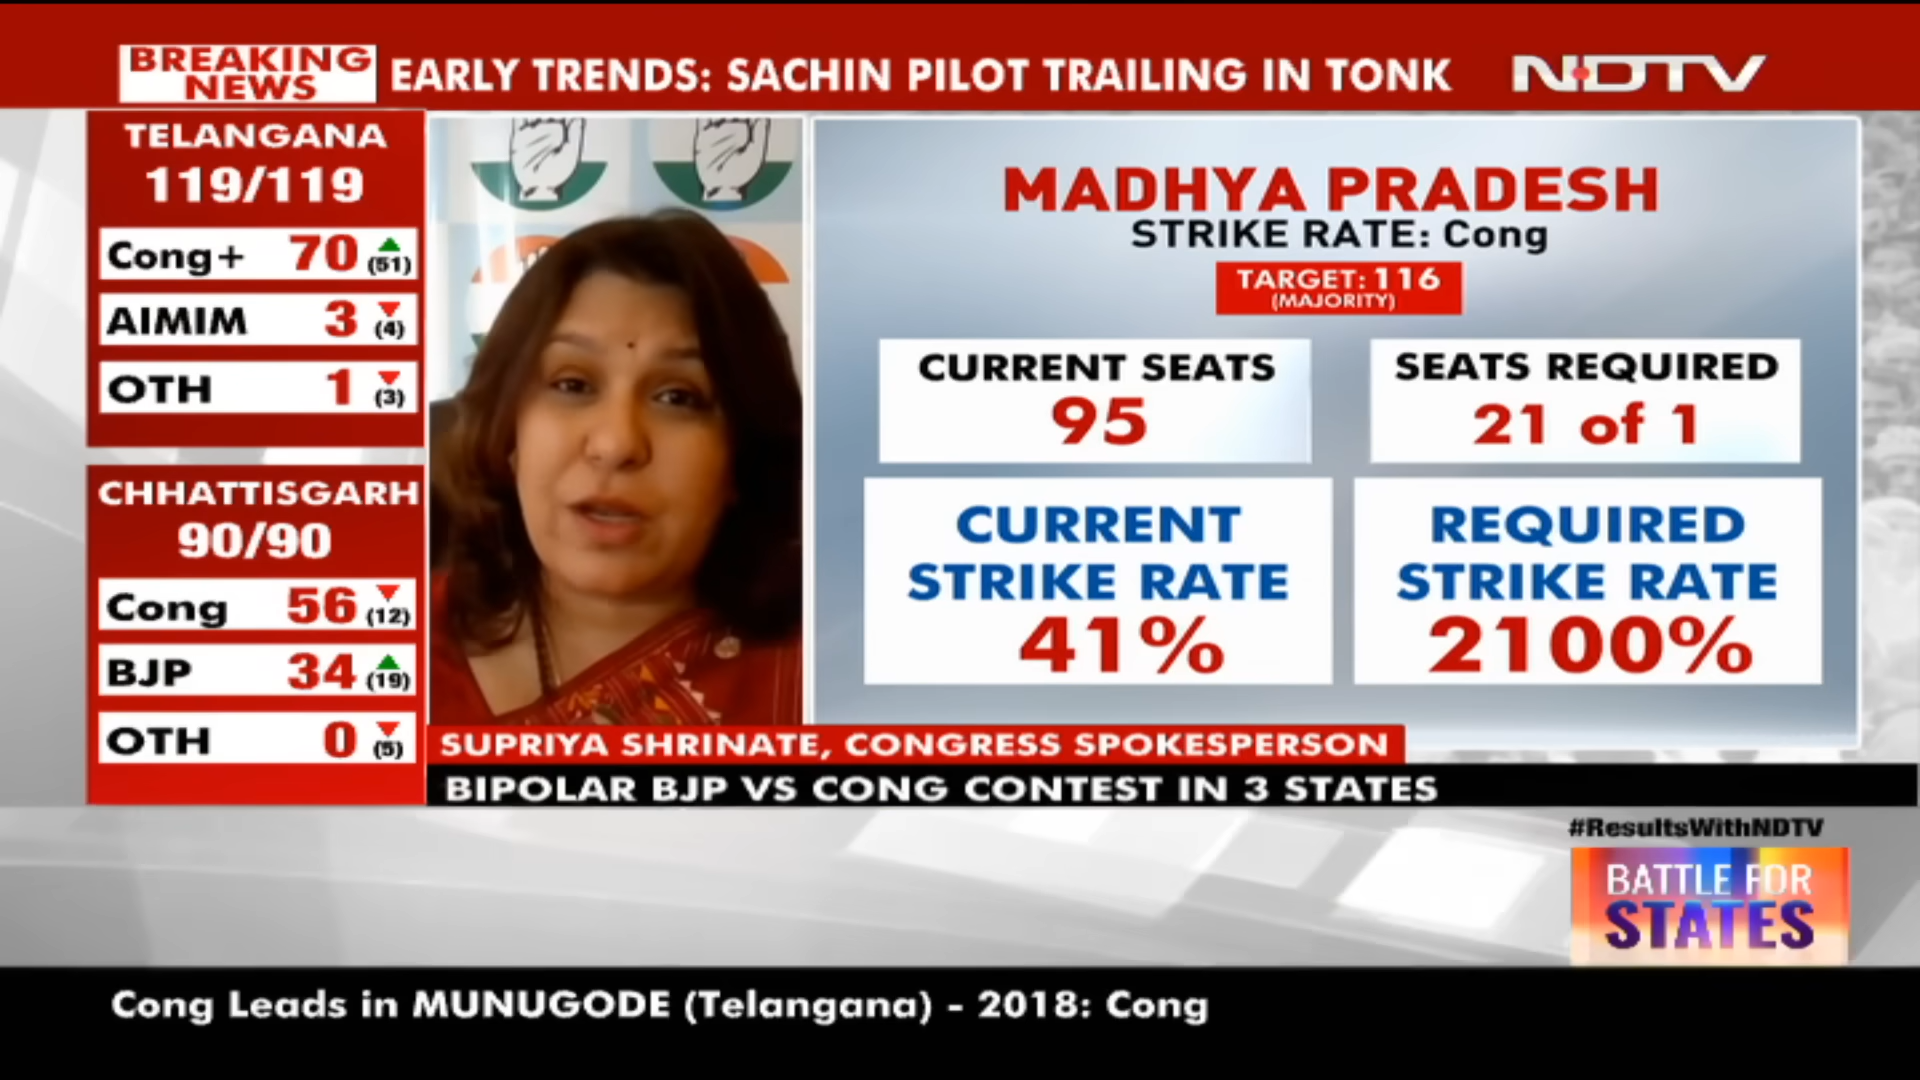 BREAKING
NEWS
EARLY TRENDS: SACHIN PILOT TRAILING IN TONK
NDTV
TELANGANA
119/119
Cong+ 70 (51)
AIMIM 3 (4)
OTH 1 (3)
CHHATTISGARH
90/90
Cong 56 (12)
BJP 34 (19)
OTH 0 (5)
MADHYA PRADESH
STRIKE RATE: Cong
TARGET: 116
(MAJORITY)
CURRENT SEATS
95
SEATS REQUIRED
21 of 1
CURRENT
STRIKE RATE
41%
REQUIRED
STRIKE RATE
2100%
SUPRIYA SHRINATE, CONGRESS SPOKESPERSON
BIPOLAR BJP VS CONG CONTEST IN 3 STATES
#ResultsWithNDTV
BATTLE FOR
STATES
Cong Leads in MUNUGODE (Telangana) - 2018: Cong